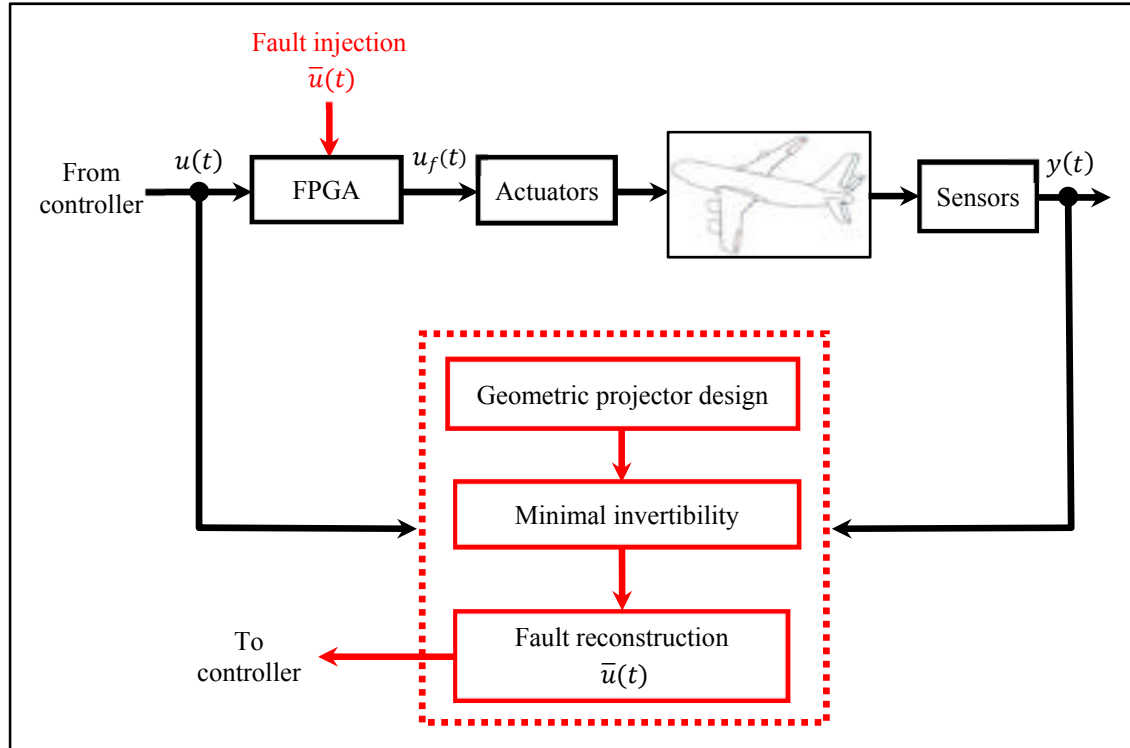 Fault injection
u̅(t)
From
controller
u(t)
FPGA
u_f(t)
Actuators
Sensors
y(t)
Geometric projector design
Minimal invertibility
Fault reconstruction
u̅(t)
To
controller